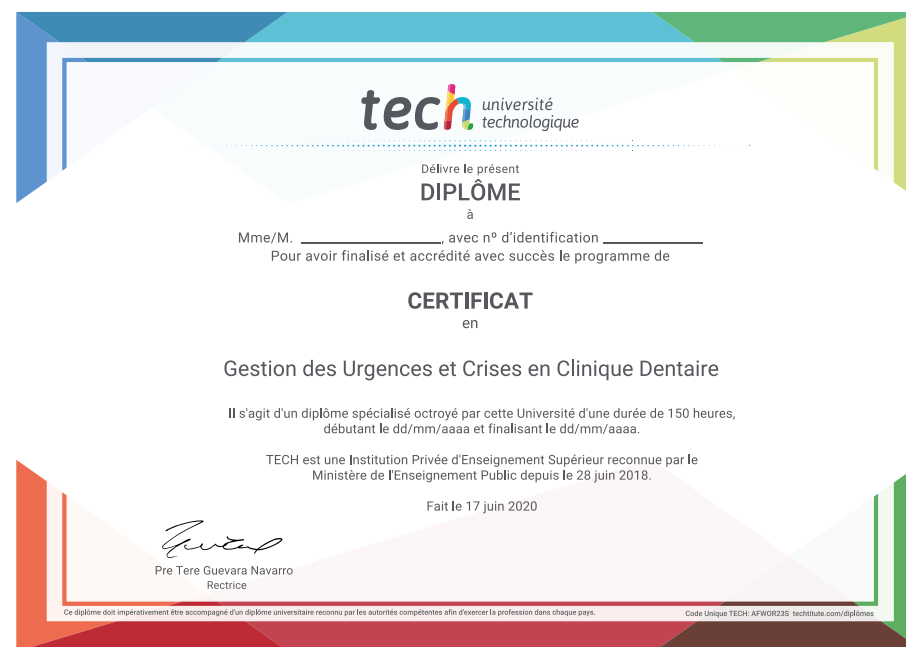 tech université
technologique
Délivre le présent
DIPLÔME
à
Mme/M. ____________________, avec nº d'identification ______________
Pour avoir finalisé et accrédité avec succès le programme de
CERTIFICAT
en
Gestion des Urgences et Crises en Clinique Dentaire
Il s'agit d'un diplôme spécialisé octroyé par cette Université d'une durée de 150 heures,
débutant le dd/mm/aaaa et finalisant le dd/mm/aaaa.
TECH est une Institution Privée d'Enseignement Supérieur reconnue par le
Ministère de l'Enseignement Public depuis le 28 juin 2018.
Fait le 17 juin 2020
Pre Tere Guevara Navarro
Rectrice
Ce diplôme doit impérativement être accompagné d'un diplôme universitaire reconnu par les autorités compétentes afin d'exercer la profession dans chaque pays.
Code Unique TECH: AFWOR23S techtitute.com/diplômes